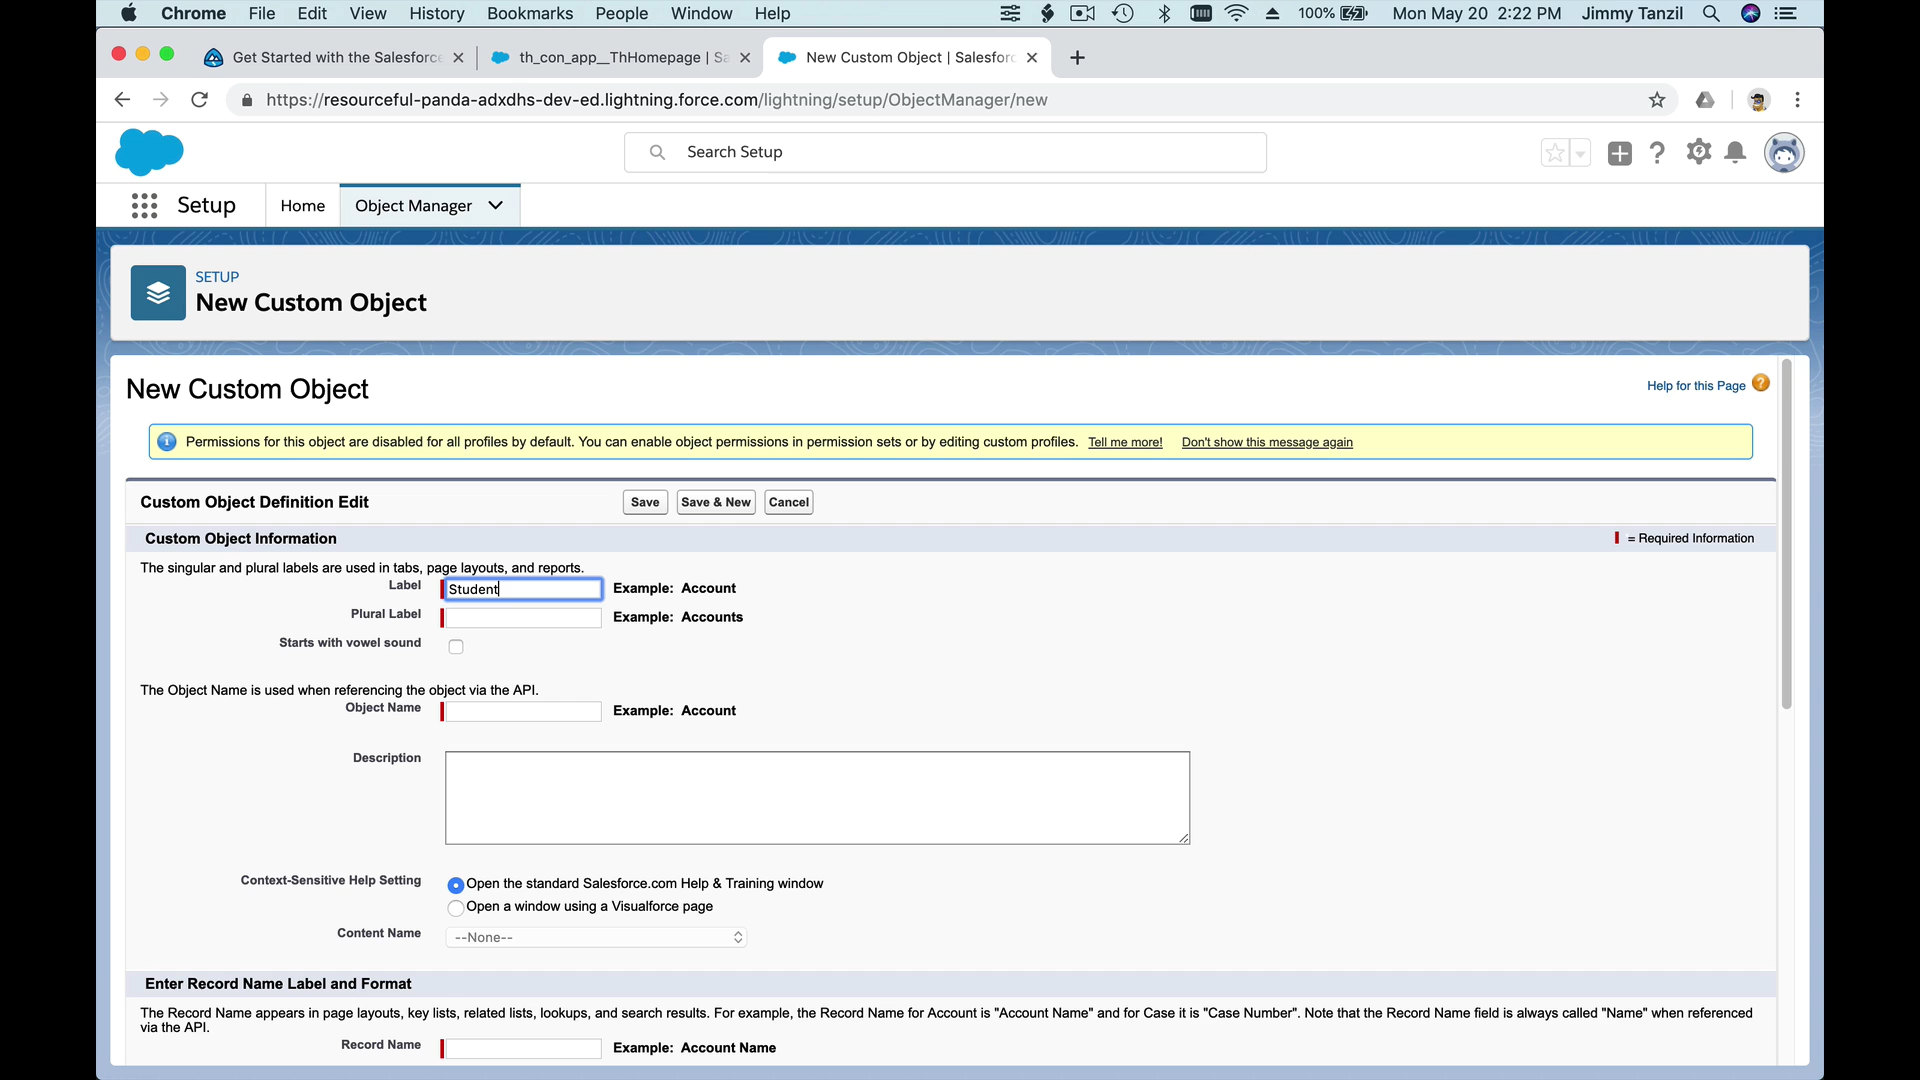 Chrome File Edit View History Bookmarks People Window Help 100% Mon May 20 2:22 PM Jimmy Tanzil
Get Started with the Salesforce
th_con_app__ThHomepage | Sa
New Custom Object | Salesforc
https://resourceful-panda-adxdhs-dev-ed.lightning.force.com/lightning/setup/ObjectManager/new
Search Setup
Setup Home Object Manager
SETUP
New Custom Object
New Custom Object
Help for this Page
Permissions for this object are disabled for all profiles by default. You can enable object permissions in permission sets or by editing custom profiles. Tell me more! Don't show this message again
Custom Object Definition Edit Save Save & New Cancel
Custom Object Information = Required Information
The singular and plural labels are used in tabs, page layouts, and reports.
Label Student Example: Account
Plural Label Example: Accounts
Starts with vowel sound
The Object Name is used when referencing the object via the API.
Object Name Example: Account
Description
Context-Sensitive Help Setting Open the standard Salesforce.com Help & Training window
Open a window using a Visualforce page
Content Name --None--
Enter Record Name Label and Format
The Record Name appears in page layouts, key lists, related lists, lookups, and search results. For example, the Record Name for Account is "Account Name" and for Case it is "Case Number". Note that the Record Name field is always called "Name" when referenced
via the API.
Record Name Example: Account Name